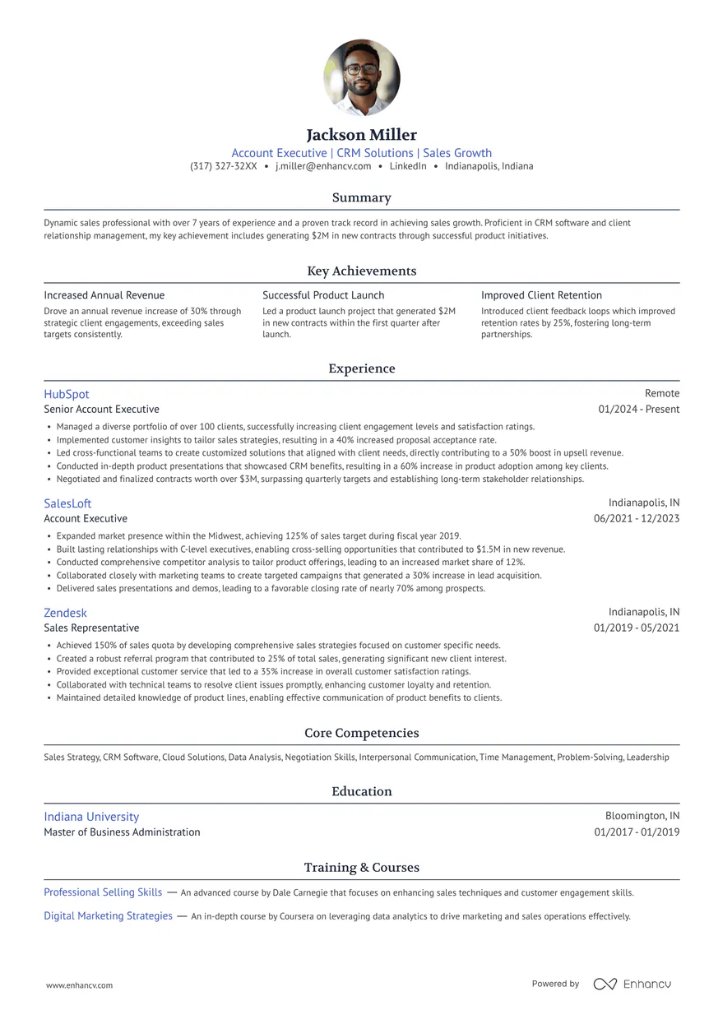 Jackson Miller
Account Executive | CRM Solutions | Sales Growth
(317) 327-32XX • j.miller@enhancv.com • LinkedIn • Indianapolis, Indiana
Summary
Dynamic sales professional with over 7 years of experience and a proven track record in achieving sales growth. Proficient in CRM software and client
relationship management, my key achievement includes generating $2M in new contracts through successful product initiatives.
Key Achievements
Increased Annual Revenue
Drove an annual revenue increase of 30% through
strategic client engagements, exceeding sales
targets consistently.
Successful Product Launch
Led a product launch project that generated $2M
in new contracts within the first quarter after
launch.
Improved Client Retention
Introduced client feedback loops which improved
retention rates by 25%, fostering long-term
partnerships.
Experience
HubSpot Remote
Senior Account Executive 01/2024 - Present
• Managed a diverse portfolio of over 100 clients, successfully increasing client engagement levels and satisfaction ratings.
• Implemented customer insights to tailor sales strategies, resulting in a 40% increased proposal acceptance rate.
• Led cross-functional teams to create customized solutions that aligned with client needs, directly contributing to a 50% boost in upsell revenue.
• Conducted in-depth product presentations that showcased CRM benefits, resulting in a 60% increase in product adoption among key clients.
• Negotiated and finalized contracts worth over $3M, surpassing quarterly targets and establishing long-term stakeholder relationships.
SalesLoft Indianapolis, IN
Account Executive 06/2021 - 12/2023
• Expanded market presence within the Midwest, achieving 125% of sales target during fiscal year 2019.
• Built lasting relationships with C-level executives, enabling cross-selling opportunities that contributed to $1.5M in new revenue.
• Conducted comprehensive competitor analysis to tailor product offerings, leading to an increased market share of 12%.
• Collaborated closely with marketing teams to create targeted campaigns that generated a 30% increase in lead acquisition.
• Delivered sales presentations and demos, leading to a favorable closing rate of nearly 70% among prospects.
Zendesk Indianapolis, IN
Sales Representative 01/2019 - 05/2021
• Achieved 150% of sales quota by developing comprehensive sales strategies focused on customer specific needs.
• Created a robust referral program that contributed to 25% of total sales, generating significant new client interest.
• Provided exceptional customer service that led to a 35% increase in overall customer satisfaction ratings.
• Collaborated with technical teams to resolve client issues promptly, enhancing customer loyalty and retention.
• Maintained detailed knowledge of product lines, enabling effective communication of product benefits to clients.
Core Competencies
Sales Strategy, CRM Software, Cloud Solutions, Data Analysis, Negotiation Skills, Interpersonal Communication, Time Management, Problem-Solving, Leadership
Education
Indiana University Bloomington, IN
Master of Business Administration 01/2017 - 01/2019
Training & Courses
Professional Selling Skills — An advanced course by Dale Carnegie that focuses on enhancing sales techniques and customer engagement skills.
Digital Marketing Strategies — An in-depth course by Coursera on leveraging data analytics to drive marketing and sales operations effectively.
www.enhancv.com Powered by Enhancv